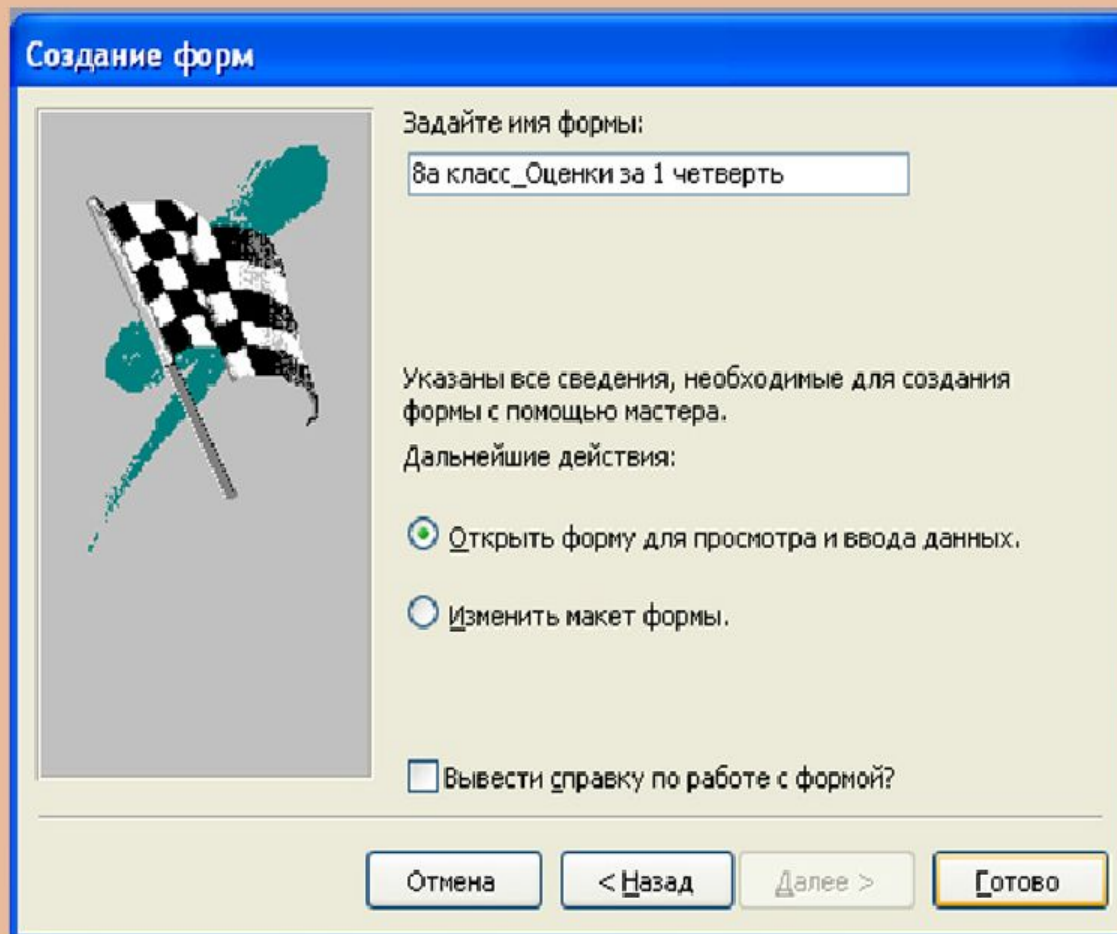 Создание форм
Задайте имя формы:
8а класс_Оценки за 1 четверть
Указаны все сведения, необходимые для создания
формы с помощью мастера.
Дальнейшие действия:
Открыть форму для просмотра и ввода данных.
Изменить макет формы.
Вывести справку по работе с формой?
Отмена < Назад Далее > Готово